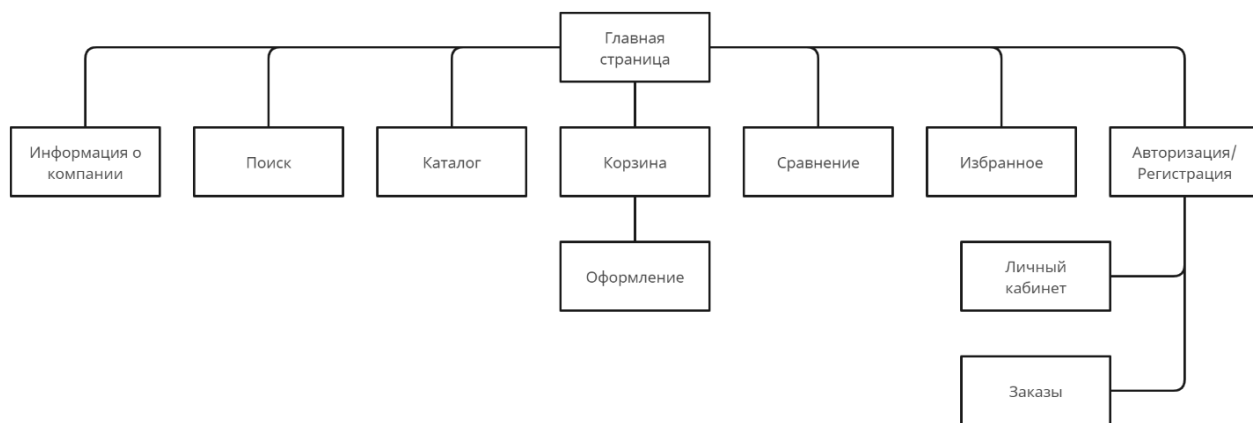 Главная
страница
Информация о
компании
Поиск
Каталог
Корзина
Сравнение
Избранное
Авторизация/
Регистрация
Оформление
Личный
кабинет
Заказы